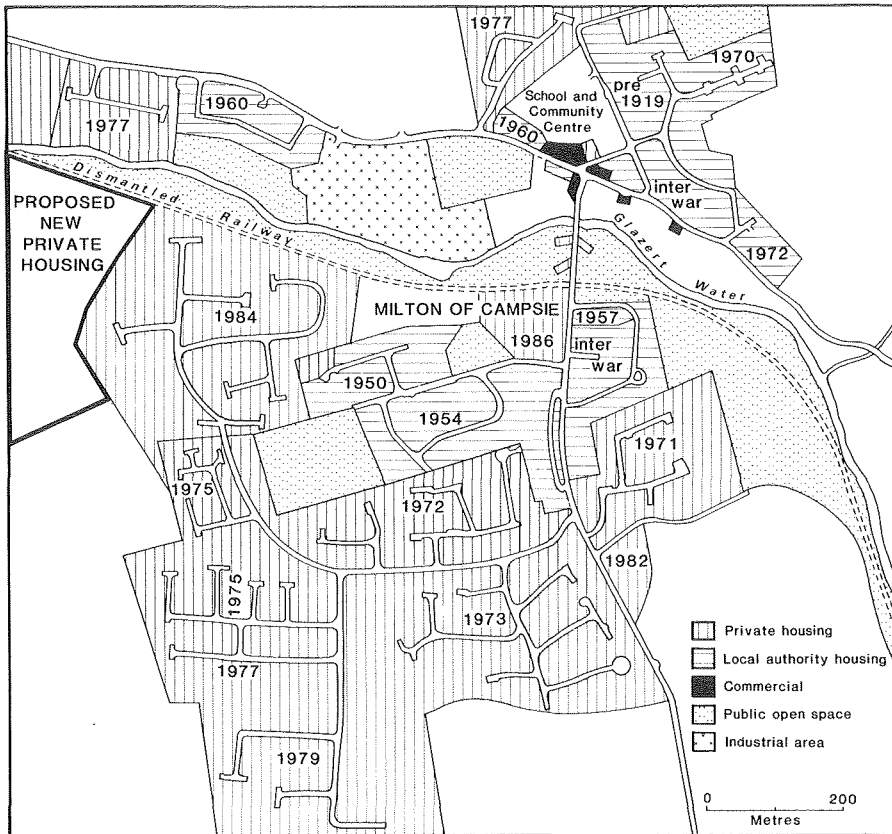 1977
1970
pre
-1919
School and
Community
Centre
1960
1977
1960
inter
war
1972
Dismantled
Railway
Glazert
Water
PROPOSED
NEW
PRIVATE
HOUSING
1984
MILTON OF CAMPSIE
1986
1957
inter
war
1950
1954
1971
1975
1972
1982
1975
1973
1977
1979
Private housing
Local authority housing
Commercial
Public open space
Industrial area
0 200
Metres